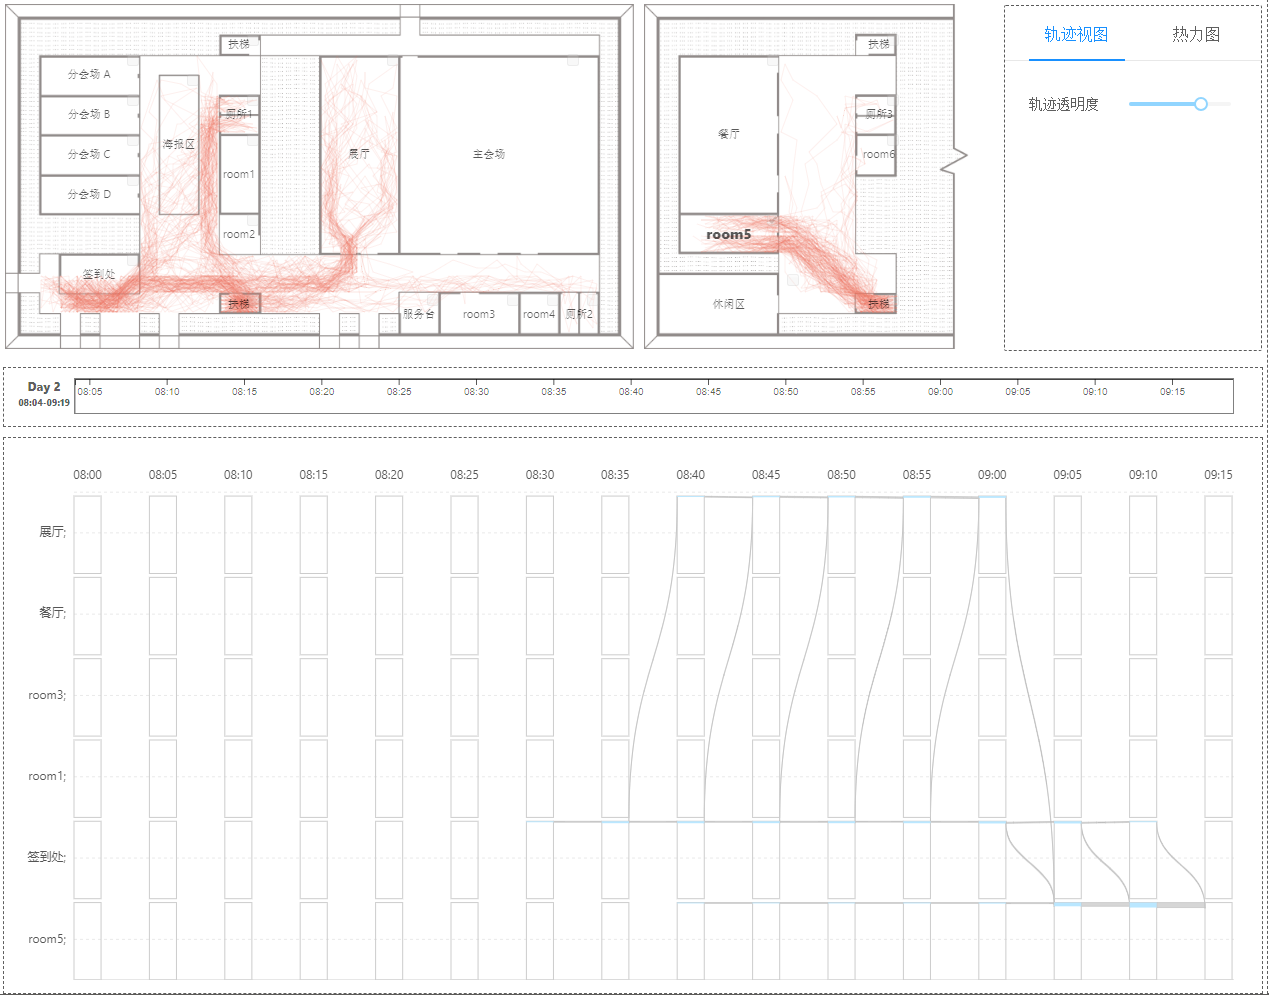 扶梯
扶梯
轨迹视图
热力图
分会场 A
分会场 B
分会场 C
分会场 D
海报区
厕所1
room1
room2
展厅
主会场
签到处
扶梯
服务台
room3
room4
厕所2
餐厅
厕所3
room6
room5
休闲区
扶梯
轨迹透明度
Day 2
08:04-09:19
08:05 08:10 08:15 08:20 08:25 08:30 08:35 08:40 08:45 08:50 08:55 09:00 09:05 09:10 09:15
08:00 08:05 08:10 08:15 08:20 08:25 08:30 08:35 08:40 08:45 08:50 08:55 09:00 09:05 09:10 09:15
展厅;
餐厅;
room3;
room1;
签到处;
room5;